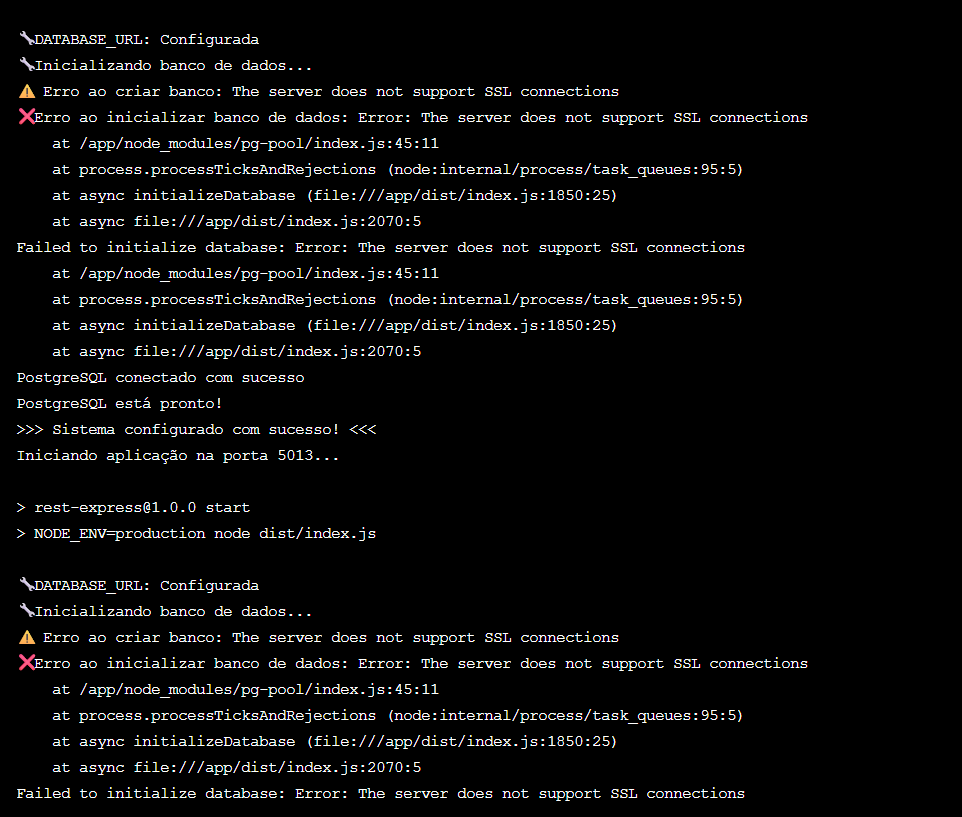 🔧DATABASE_URL: Configurada
🔧Inicializando banco de dados...
⚠️ Erro ao criar banco: The server does not support SSL connections
❌Erro ao inicializar banco de dados: Error: The server does not support SSL connections
    at /app/node_modules/pg-pool/index.js:45:11
    at process.processTicksAndRejections (node:internal/process/task_queues:95:5)
    at async initializeDatabase (file:///app/dist/index.js:1850:25)
    at async file:///app/dist/index.js:2070:5
Failed to initialize database: Error: The server does not support SSL connections
    at /app/node_modules/pg-pool/index.js:45:11
    at process.processTicksAndRejections (node:internal/process/task_queues:95:5)
    at async initializeDatabase (file:///app/dist/index.js:1850:25)
    at async file:///app/dist/index.js:2070:5
PostgreSQL conectado com sucesso
PostgreSQL está pronto!
>>> Sistema configurado com sucesso! <<<
Iniciando aplicação na porta 5013...

> rest-express@1.0.0 start
> NODE_ENV=production node dist/index.js

🔧DATABASE_URL: Configurada
🔧Inicializando banco de dados...
⚠️ Erro ao criar banco: The server does not support SSL connections
❌Erro ao inicializar banco de dados: Error: The server does not support SSL connections
    at /app/node_modules/pg-pool/index.js:45:11
    at process.processTicksAndRejections (node:internal/process/task_queues:95:5)
    at async initializeDatabase (file:///app/dist/index.js:1850:25)
    at async file:///app/dist/index.js:2070:5
Failed to initialize database: Error: The server does not support SSL connections